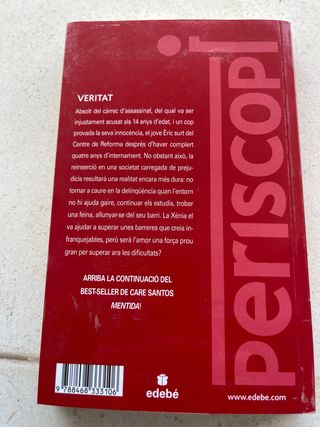 VERITAT
Absolt del càrrec d'assassinat, del qual va ser
injustament acusat als 14 anys d'edat, i un cop
provada la seva innocència, el jove Èric surt del
Centre de Reforma després d'haver complert
quatre anys d'internament. No obstant això, la
reinserció en una societat carregada de preju-
dicis resultarà una realitat encara més dura: no
tornar a caure en la delinqüència quan l'entorn
no hi ajuda gaire, continuar els estudis, trobar
una feina, allunyar-se del seu barri. La Xènia el
va ajudar a superar unes barreres que creia in-
franquejables, però serà l'amor una força prou
gran per superar ara les dificultats?
ARRIBA LA CONTINUACIÓ DEL
BEST-SELLER DE CARE SANTOS
MENTIDA!
periscopi
9 788468 333106
edebé
www.edebe.com